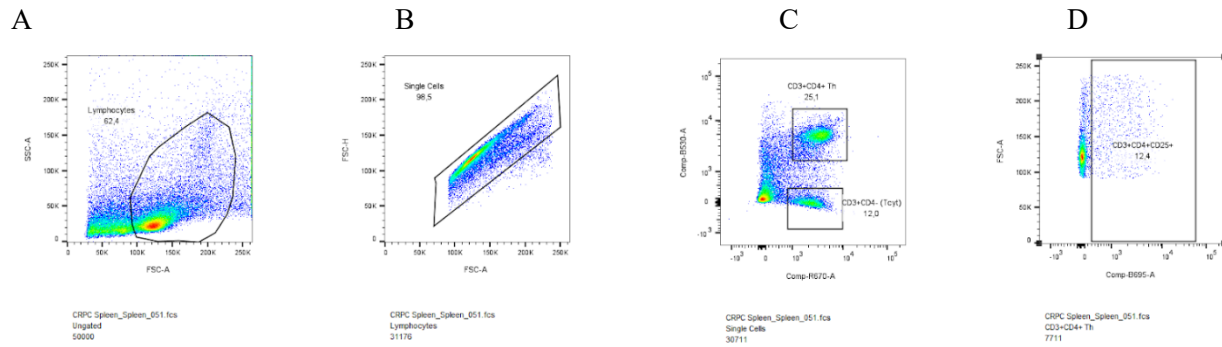 A
B
C
D
250K
200K
150K
100K
50K
0
SSC-A
Lymphocytes
62,4
0 50K 100K 150K 200K 250K
FSC-A
CRPC Spleen_Spleen_051.fcs
Ungated
50000
250K
200K
150K
100K
50K
0
FSC-H
Single Cells
98,5
0 50K 100K 150K 200K 250K
FSC-A
CRPC Spleen_Spleen_051.fcs
Lymphocytes
31176
10^5
10^4
10^3
0
-10^3
Comp-B530-A
CD3+CD4+ Th
25,1
CD3+CD4- (Tcyt)
12,0
-10^3 0 10^3 10^4 10^5
Comp-R670-A
CRPC Spleen_Spleen_051.fcs
Single Cells
30711
250K
200K
150K
100K
50K
0
FSC-A
CD3+CD4+CD25+
12,4
-10^3 0 10^3 10^4 10^5
Comp-B695-A
CRPC Spleen_Spleen_051.fcs
CD3+CD4+ Th
7711